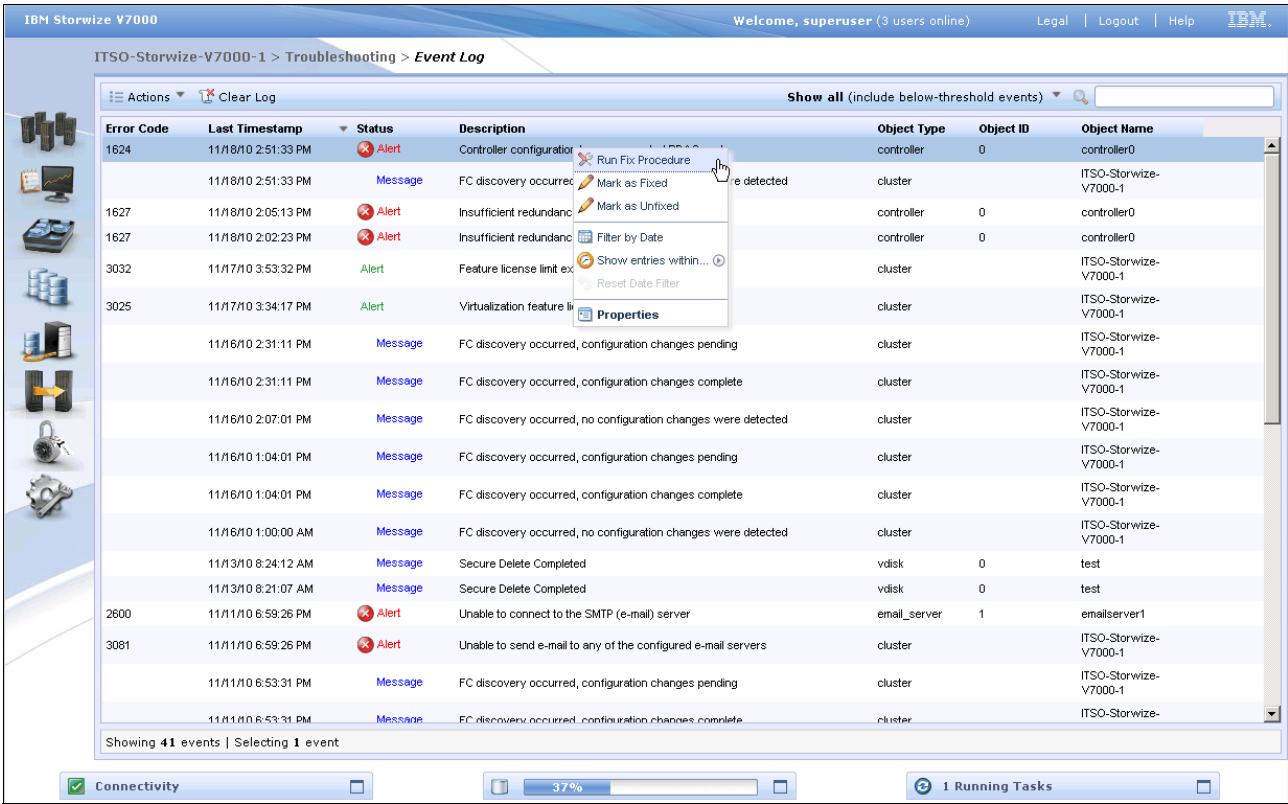 IBM Storwize V7000 Welcome, superuser (3 users online) Legal | Logout | Help IBM.
ITSO-Storwize-V7000-1 > Troubleshooting > Event Log
Actions Clear Log Show all (include below-threshold events)
Error Code Last Timestamp Status Description Object Type Object ID Object Name
1624 11/18/10 2:51:33 PM Alert Controller configuration controller 0 controller0
11/18/10 2:51:33 PM Message FC discovery occurred re detected cluster ITSO-Storwize-
V7000-1
1627 11/18/10 2:05:13 PM Alert Insufficient redundanc controller 0 controller0
1627 11/18/10 2:02:23 PM Alert Insufficient redundanc controller 0 controller0
3032 11/17/10 3:53:32 PM Alert Feature license limit ex cluster ITSO-Storwize-
V7000-1
3025 11/17/10 3:34:17 PM Alert Virtualization feature li cluster ITSO-Storwize-
V7000-1
Run Fix Procedure
Mark as Fixed
Mark as Unfixed
Filter by Date
Show entries within...
Reset Date Filter
Properties
11/16/10 2:31:11 PM Message FC discovery occurred, configuration changes pending cluster ITSO-Storwize-
V7000-1
11/16/10 2:31:11 PM Message FC discovery occurred, configuration changes complete cluster ITSO-Storwize-
V7000-1
11/16/10 2:07:01 PM Message FC discovery occurred, no configuration changes were detected cluster ITSO-Storwize-
V7000-1
11/16/10 1:04:01 PM Message FC discovery occurred, configuration changes pending cluster ITSO-Storwize-
V7000-1
11/16/10 1:04:01 PM Message FC discovery occurred, configuration changes complete cluster ITSO-Storwize-
V7000-1
11/16/10 1:00:00 AM Message FC discovery occurred, no configuration changes were detected cluster ITSO-Storwize-
V7000-1
11/13/10 8:24:12 AM Message Secure Delete Completed vdisk 0 test
11/13/10 8:21:07 AM Message Secure Delete Completed vdisk 0 test
2600 11/11/10 6:59:26 PM Alert Unable to connect to the SMTP (e-mail) server email_server 1 emailserver1
3081 11/11/10 6:59:26 PM Alert Unable to send e-mail to any of the configured e-mail servers cluster ITSO-Storwize-
V7000-1
11/11/10 6:53:31 PM Message FC discovery occurred, configuration changes pending cluster ITSO-Storwize-
V7000-1
11/11/10 6:53:31 PM Message FC discovery occurred, configuration changes complete cluster ITSO-Storwize-
Showing 41 events | Selecting 1 event
Connectivity 37% 1 Running Tasks